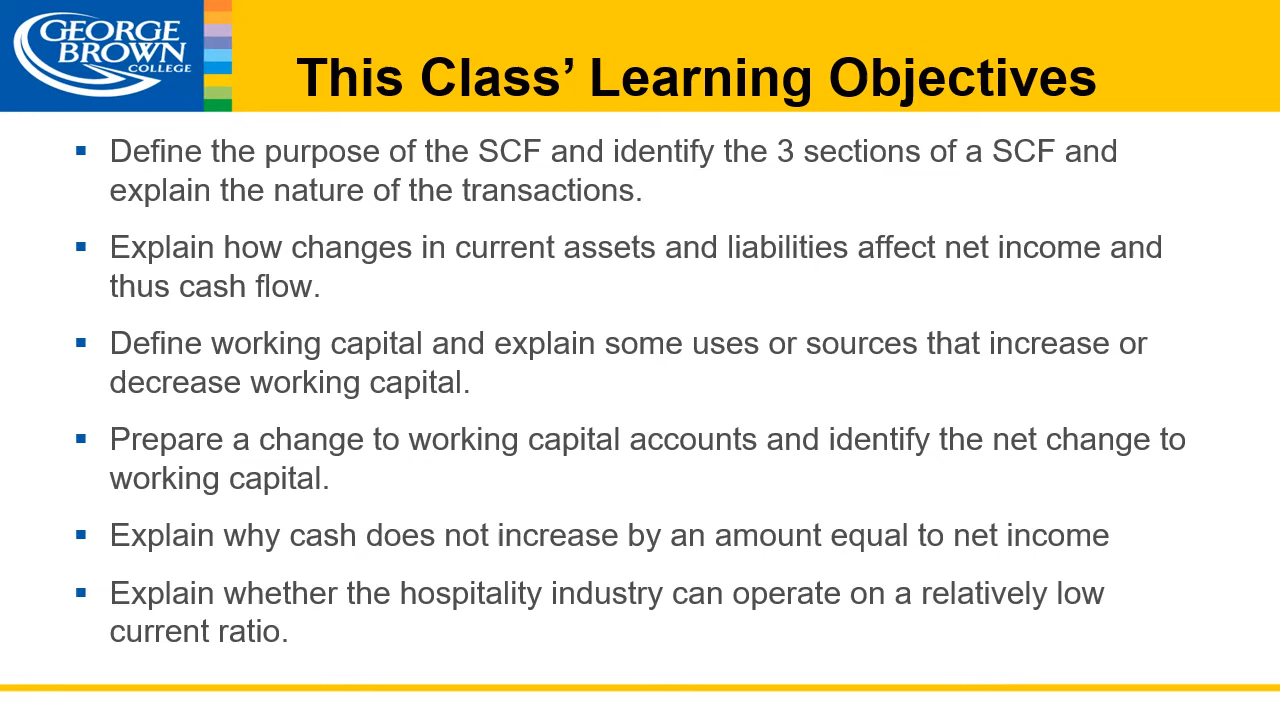 GEORGE
BROWN
COLLEGE
This Class’ Learning Objectives
▪ Define the purpose of the SCF and identify the 3 sections of a SCF and
explain the nature of the transactions.
▪ Explain how changes in current assets and liabilities affect net income and
thus cash flow.
▪ Define working capital and explain some uses or sources that increase or
decrease working capital.
▪ Prepare a change to working capital accounts and identify the net change to
working capital.
▪ Explain why cash does not increase by an amount equal to net income
▪ Explain whether the hospitality industry can operate on a relatively low
current ratio.